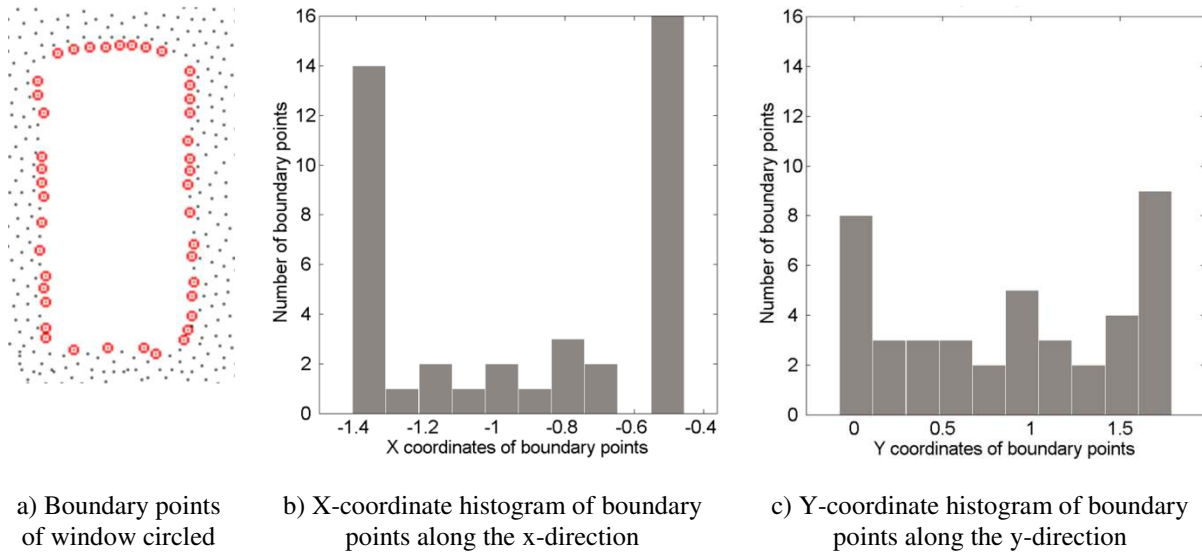 16
14
12
10
8
6
4
2
0
Number of boundary points
-1.4 -1.2 -1 -0.8 -0.6 -0.4
X coordinates of boundary points
16
14
12
10
8
6
4
2
0
Number of boundary points
0 0.5 1 1.5
Y coordinates of boundary points
a) Boundary points
of window circled
b) X-coordinate histogram of boundary
points along the x-direction
c) Y-coordinate histogram of boundary
points along the y-direction